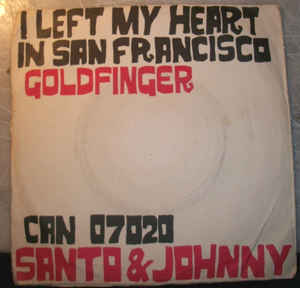 I LEFT MY HEART
IN SAN FRANCISCO
GOLDFINGER
CAN 07020
SANTO & JOHNNY